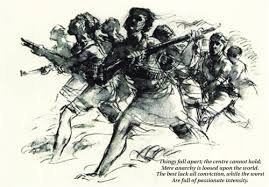 Things fall apart; the centre cannot hold;
Mere anarchy is loosed upon the world.
The best lack all conviction, while the worst
Are full of passionate intensity.